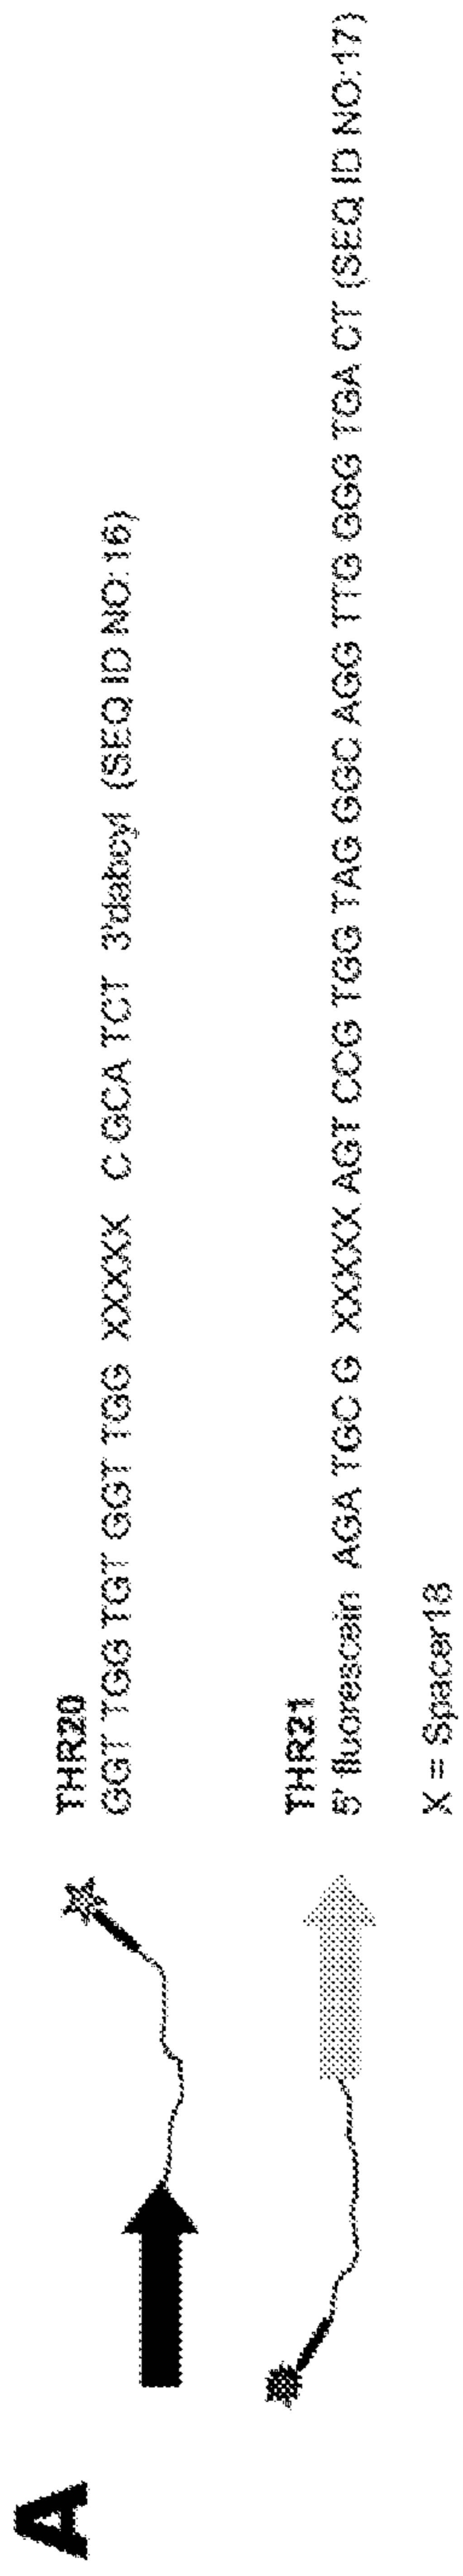 A
THR20
GGT TGG TGT GGT TGG XXXXX C GCA TCT 3'dabcyl (SEQ ID NO:16)
THR21
5' fluorescein AGA TGC G XXXXX AGT CCG TGG TAG GGC AGG TTG GGG TGA CT (SEQ ID NO:17)
X = Spacer18